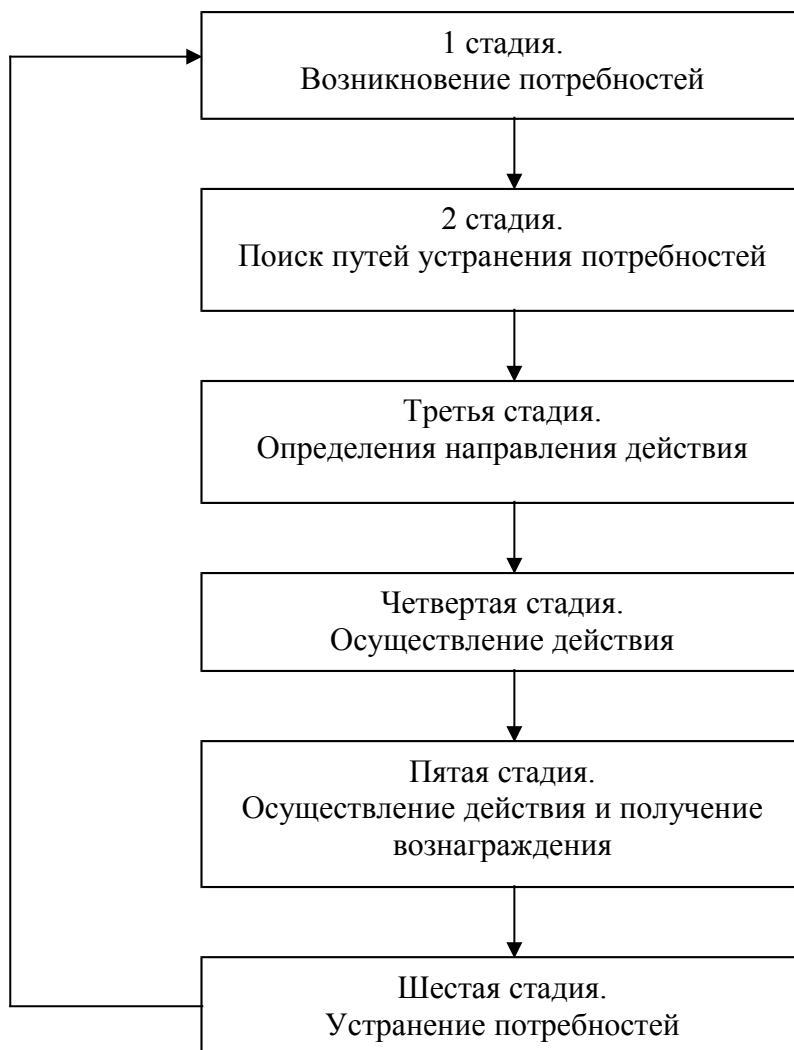 1 стадия.
Возникновение потребностей
2 стадия.
Поиск путей устранения потребностей
Третья стадия.
Определения направления действия
Четвертая стадия.
Осуществление действия
Пятая стадия.
Осуществление действия и получение
вознаграждения
Шестая стадия.
Устранение потребностей